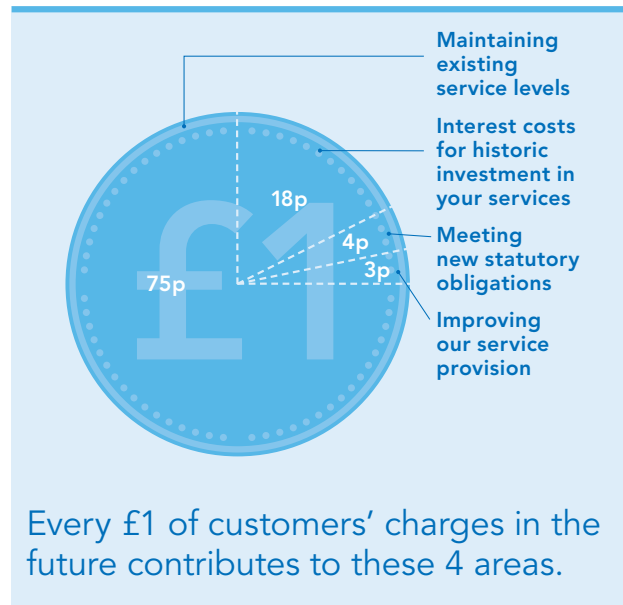 Maintaining
existing
service levels
Interest costs
for historic
investment in
your services
Meeting
new statutory
obligations
Improving
our service
provision
18p
4p
3p
75p
£1
Every £1 of customers’ charges in the
future contributes to these 4 areas.